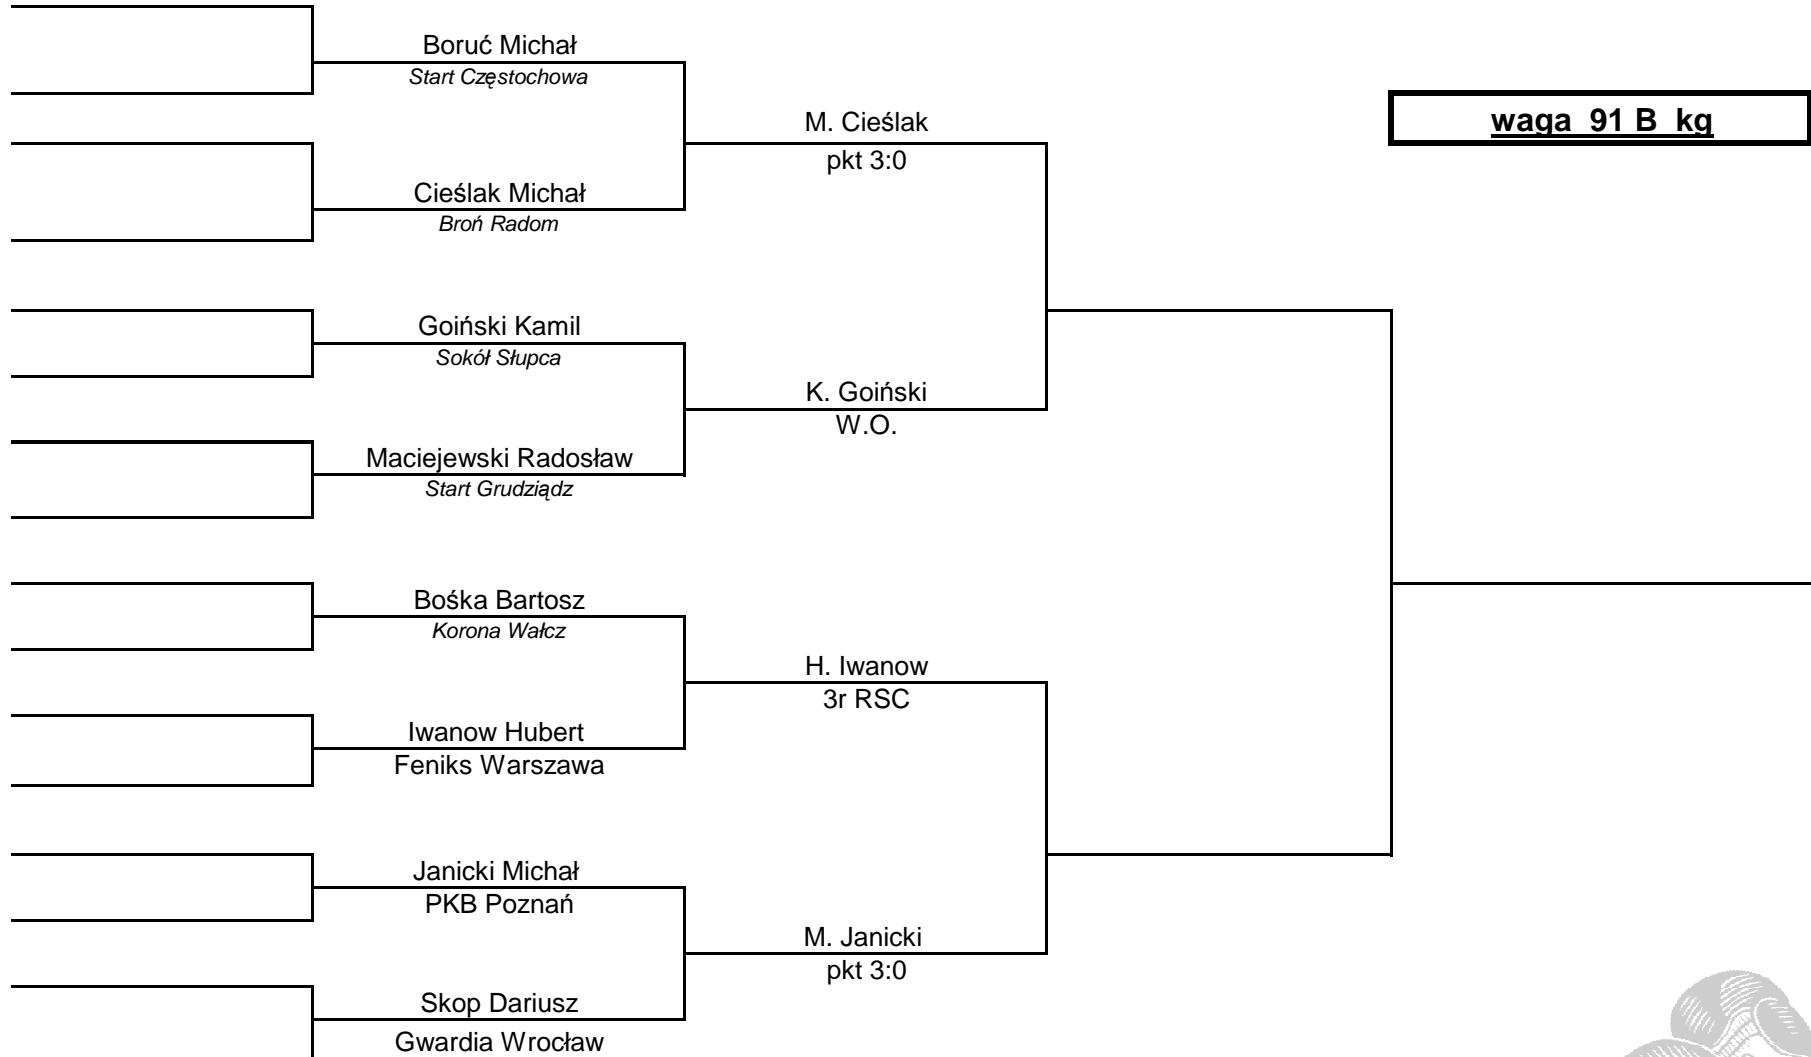 Boruć Michał
Start Częstochowa
M. Cieślak
pkt 3:0
waga 91 B kg
Cieślak Michał
Broń Radom
Goiński Kamil
Sokół Słupca
K. Goiński
W.O.
Maciejewski Radosław
Start Grudziądz
Bośka Bartosz
Korona Wałcz
H. Iwanow
3r RSC
Iwanow Hubert
Feniks Warszawa
Janicki Michał
PKB Poznań
M. Janicki
pkt 3:0
Skop Dariusz
Gwardia Wrocław